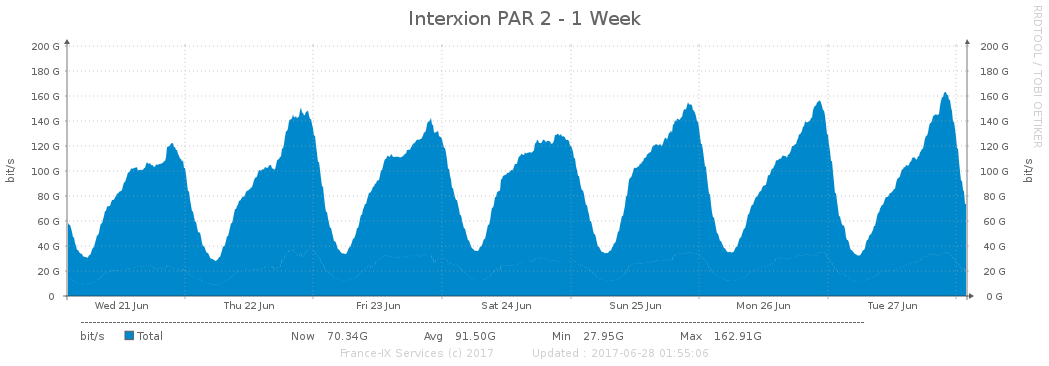 Interxion PAR 2 - 1 Week
RRDTOOL / TOBI OETIKER
bit/s
200 G 200 G
180 G 180 G
160 G 160 G
140 G 140 G
120 G 120 G
100 G 100 G
80 G 80 G
60 G 60 G
40 G 40 G
20 G 20 G
0 0 G
bit/s
Wed 21 Jun Thu 22 Jun Fri 23 Jun Sat 24 Jun Sun 25 Jun Mon 26 Jun Tue 27 Jun
bit/s Total Now 70.34G Avg 91.50G Min 27.95G Max 162.91G
France-IX Services (c) 2017 Updated : 2017-06-28 01:55:06